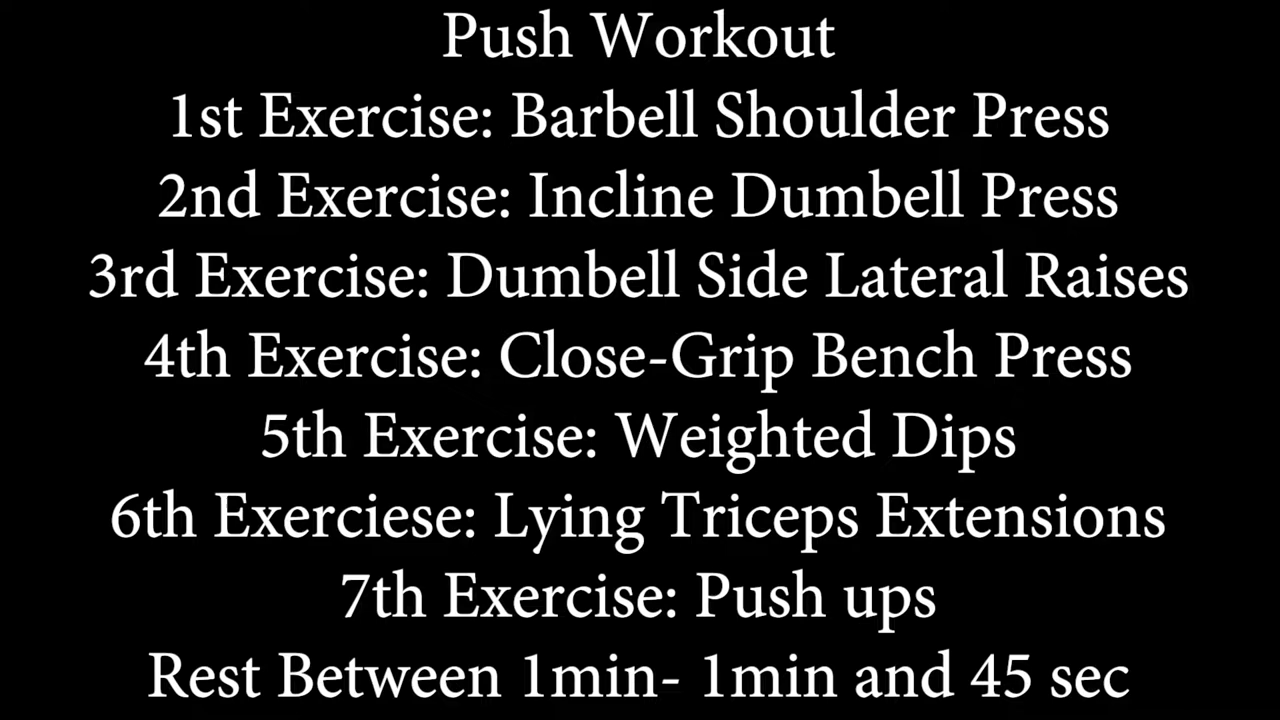 Push Workout
1st Exercise: Barbell Shoulder Press
2nd Exercise: Incline Dumbell Press
3rd Exercise: Dumbell Side Lateral Raises
4th Exercise: Close-Grip Bench Press
5th Exercise: Weighted Dips
6th Exerciese: Lying Triceps Extensions
7th Exercise: Push ups
Rest Between 1min- 1min and 45 sec